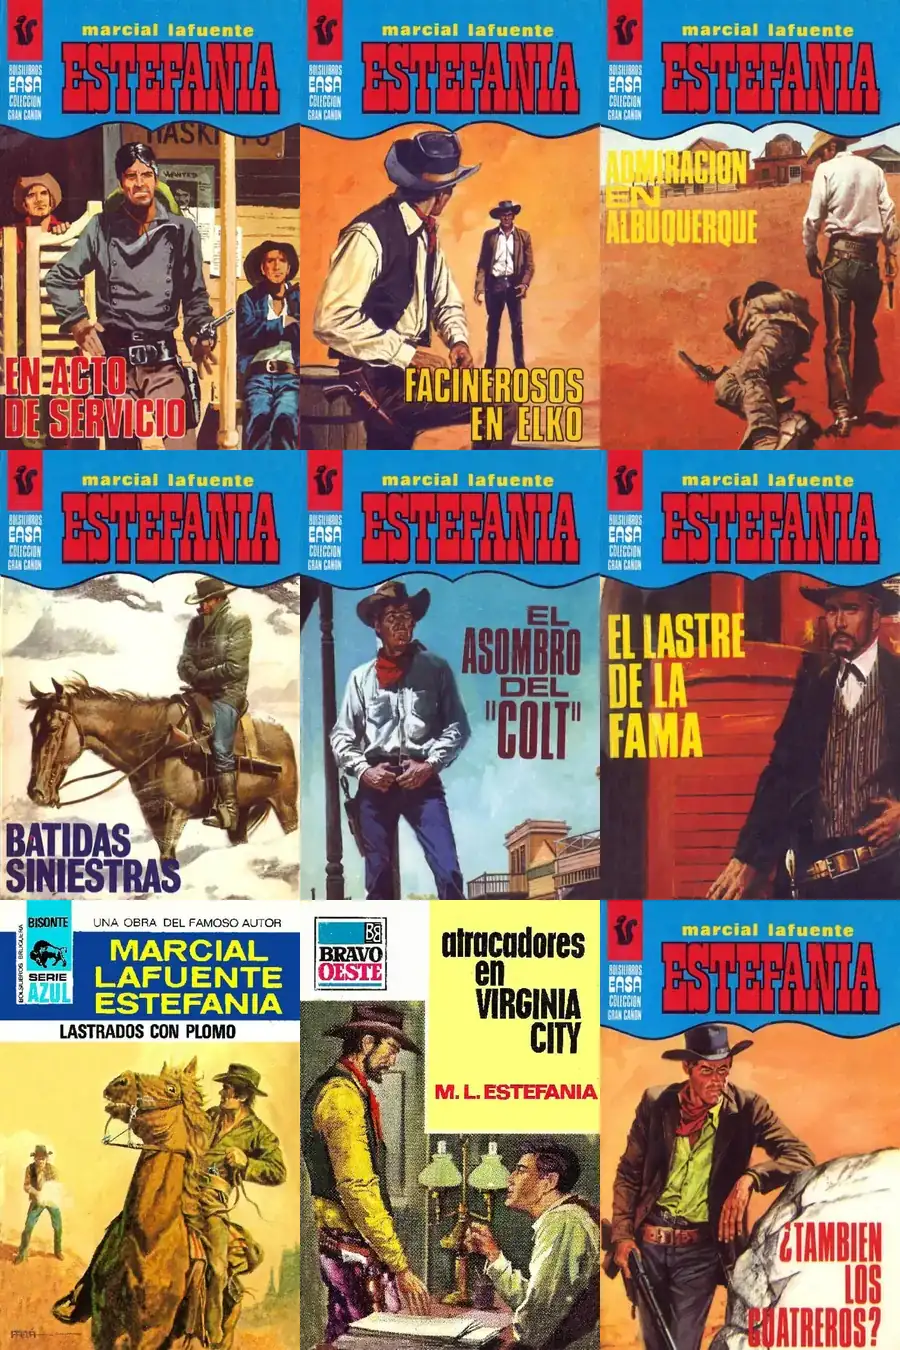 marcial lafuente
ESTEFANIA
BOLSILIBROS
EASA
COLECCION
GRAN CAÑON
WANTED
EN ACTO
DE SERVICIO
marcial lafuente
ESTEFANIA
BOLSILIBROS
EASA
COLECCION
GRAN CAÑON
FACINEROSOS
EN ELKO
marcial lafuente
ESTEFANIA
BOLSILIBROS
EASA
COLECCION
GRAN CAÑON
ADMIRACION
EN
ALBUQUERQUE
marcial lafuente
ESTEFANIA
BOLSILIBROS
EASA
COLECCION
GRAN CAÑON
BATIDAS
SINIESTRAS
marcial lafuente
ESTEFANIA
BOLSILIBROS
EASA
COLECCION
GRAN CAÑON
EL
ASOMBRO
DEL
"COLT"
marcial lafuente
ESTEFANIA
BOLSILIBROS
EASA
COLECCION
GRAN CAÑON
EL LASTRE
DE LA
FAMA
BOLSILIBROS BRUGUERA
BISONTE
SERIE
AZUL
UNA OBRA DEL FAMOSO AUTOR
MARCIAL
LAFUENTE
ESTEFANIA
LASTRADOS CON PLOMO
BB
BRAVO
OESTE
atracadores
en
VIRGINIA
CITY
M. L. ESTEFANIA
marcial lafuente
ESTEFANIA
BOLSILIBROS
EASA
COLECCION
GRAN CAÑON
¿TAMBIEN
LOS
CUATREROS?